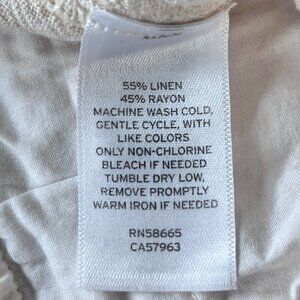 55% LINEN
45% RAYON
MACHINE WASH COLD,
GENTLE CYCLE, WITH
LIKE COLORS
ONLY NON-CHLORINE
BLEACH IF NEEDED
TUMBLE DRY LOW,
REMOVE PROMPTLY
WARM IRON IF NEEDED
RN58665
CA57963